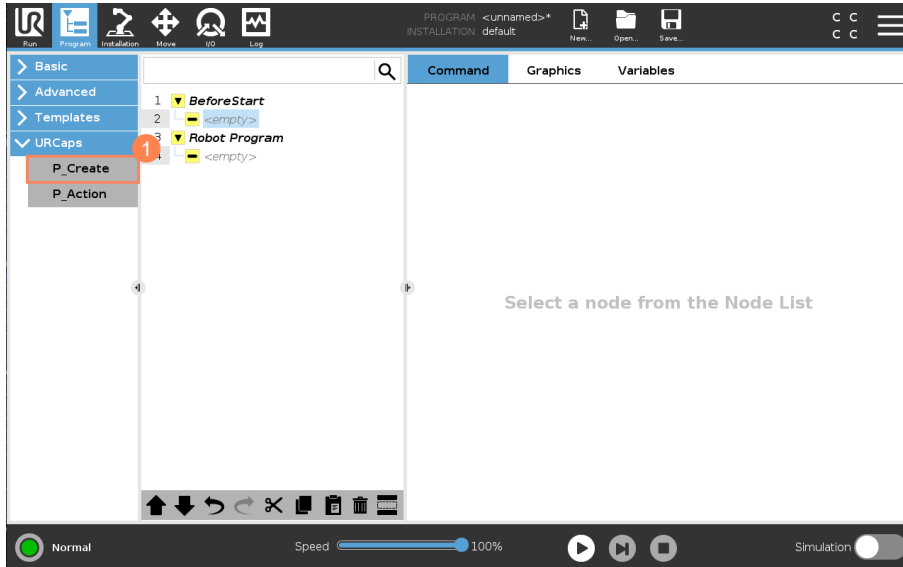 PROGRAM <unnamed>*
INSTALLATION default
C C
C C
Run
Program
Installation
Move
I/O
Log
New...
Open...
Save...
Basic
Advanced
Templates
URCaps
P_Create
P_Action
1
1 BeforeStart
2 <empty>
3 Robot Program
4 <empty>
Command
Graphics
Variables
Select a node from the Node List
Normal
Speed
100%
Simulation